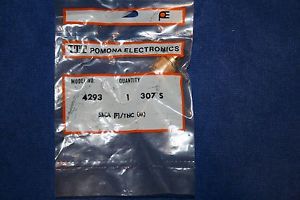 ITT POMONA ELECTRONICS
MODEL NO. QUANTITY
4293 1 307 S
SMA (F)/TNC (M)